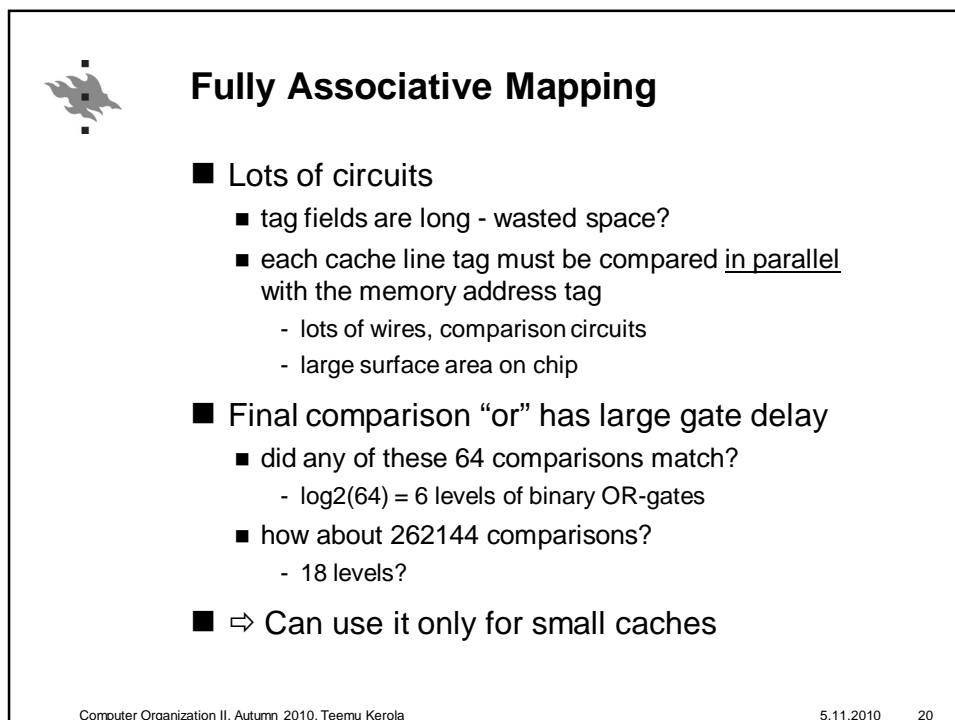 Fully Associative Mapping
■ Lots of circuits
■ tag fields are long - wasted space?
■ each cache line tag must be compared in parallel
with the memory address tag
- lots of wires, comparison circuits
- large surface area on chip
■ Final comparison “or” has large gate delay
■ did any of these 64 comparisons match?
- log2(64) = 6 levels of binary OR-gates
■ how about 262144 comparisons?
- 18 levels?
■ ⇨ Can use it only for small caches
Computer Organization II, Autumn 2010, Teemu Kerola 5.11.2010 20